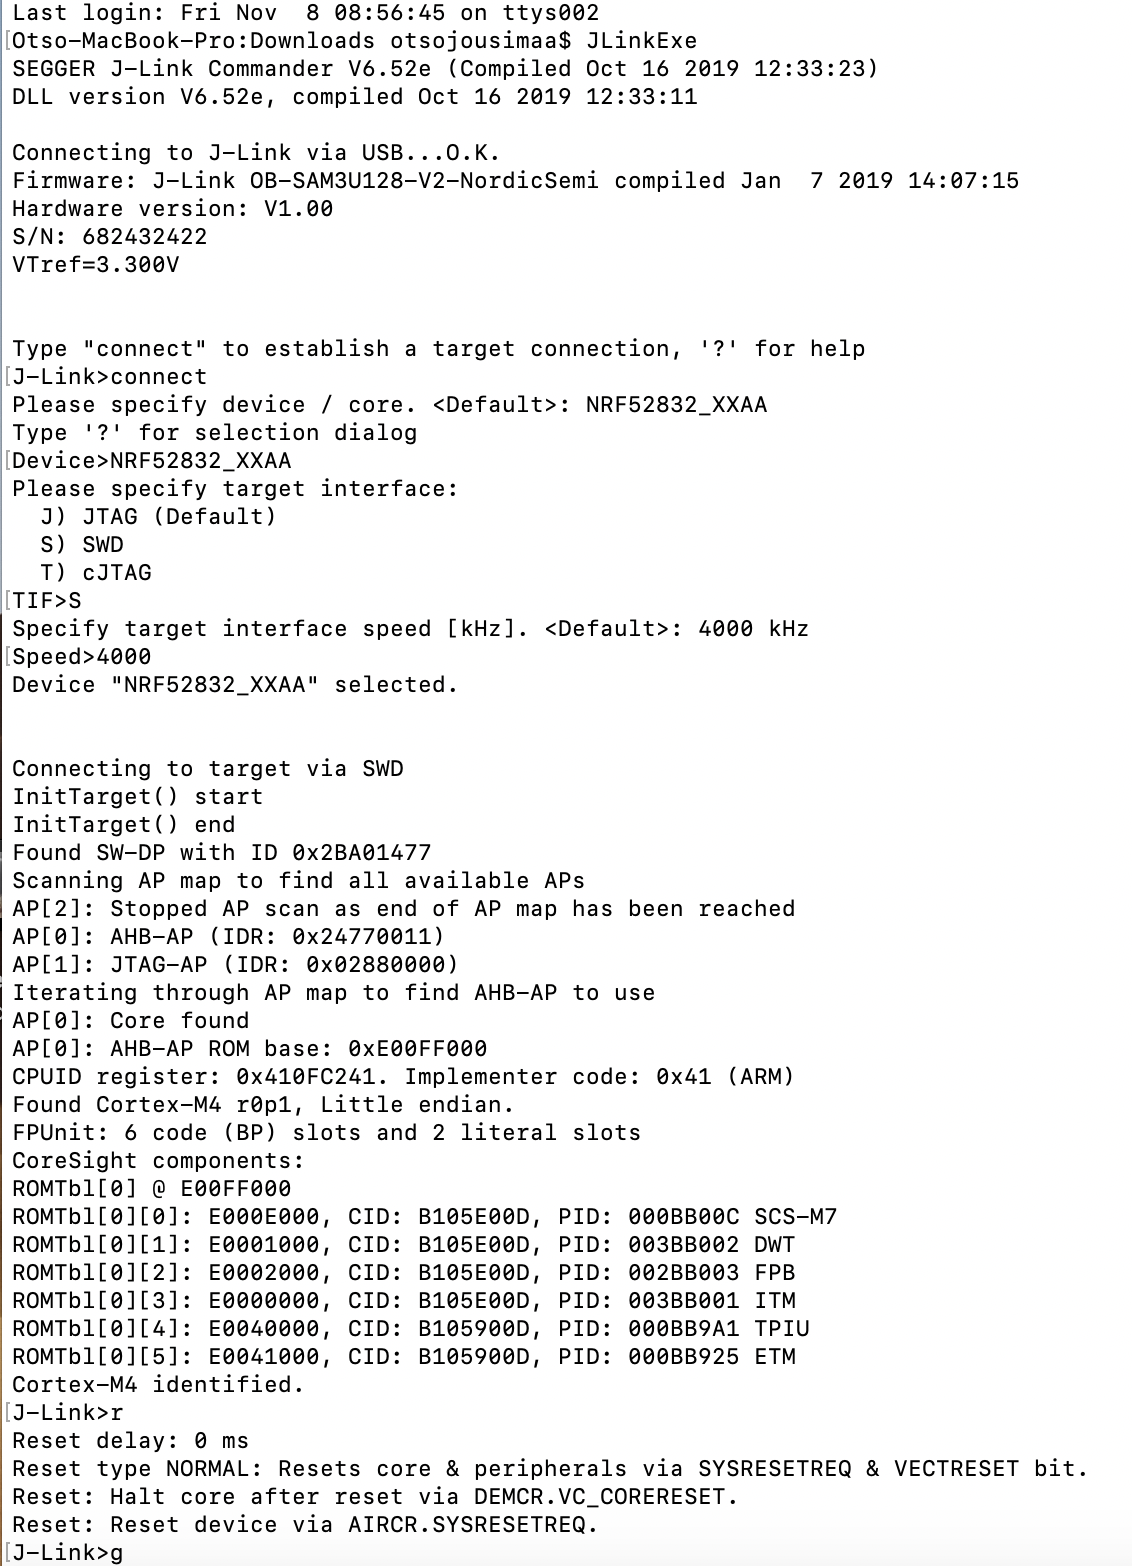 Last login: Fri Nov  8 08:56:45 on ttys002
[Otso-MacBook-Pro:Downloads otsojousimaa$ JLinkExe
SEGGER J-Link Commander V6.52e (Compiled Oct 16 2019 12:33:23)
DLL version V6.52e, compiled Oct 16 2019 12:33:11
Connecting to J-Link via USB...O.K.
Firmware: J-Link OB-SAM3U128-V2-NordicSemi compiled Jan  7 2019 14:07:15
Hardware version: V1.00
S/N: 682432422
VTref=3.300V
Type "connect" to establish a target connection, '?' for help
[J-Link>connect
Please specify device / core. <Default>: NRF52832_XXAA
Type '?' for selection dialog
[Device>NRF52832_XXAA
Please specify target interface:
  J) JTAG (Default)
  S) SWD
  T) cJTAG
[TIF>S
Specify target interface speed [kHz]. <Default>: 4000 kHz
[Speed>4000
Device "NRF52832_XXAA" selected.
Connecting to target via SWD
InitTarget() start
InitTarget() end
Found SW-DP with ID 0x2BA01477
Scanning AP map to find all available APs
AP[2]: Stopped AP scan as end of AP map has been reached
AP[0]: AHB-AP (IDR: 0x24770011)
AP[1]: JTAG-AP (IDR: 0x02880000)
Iterating through AP map to find AHB-AP to use
AP[0]: Core found
AP[0]: AHB-AP ROM base: 0xE00FF000
CPUID register: 0x410FC241. Implementer code: 0x41 (ARM)
Found Cortex-M4 r0p1, Little endian.
FPUnit: 6 code (BP) slots and 2 literal slots
CoreSight components:
ROMTbl[0] @ E00FF000
ROMTbl[0][0]: E000E000, CID: B105E00D, PID: 000BB00C SCS-M7
ROMTbl[0][1]: E0001000, CID: B105E00D, PID: 003BB002 DWT
ROMTbl[0][2]: E0002000, CID: B105E00D, PID: 002BB003 FPB
ROMTbl[0][3]: E0000000, CID: B105E00D, PID: 003BB001 ITM
ROMTbl[0][4]: E0040000, CID: B105900D, PID: 000BB9A1 TPIU
ROMTbl[0][5]: E0041000, CID: B105900D, PID: 000BB925 ETM
Cortex-M4 identified.
[J-Link>r
Reset delay: 0 ms
Reset type NORMAL: Resets core & peripherals via SYSRESETREQ & VECTRESET bit.
Reset: Halt core after reset via DEMCR.VC_CORERESET.
Reset: Reset device via AIRCR.SYSRESETREQ.
[J-Link>g